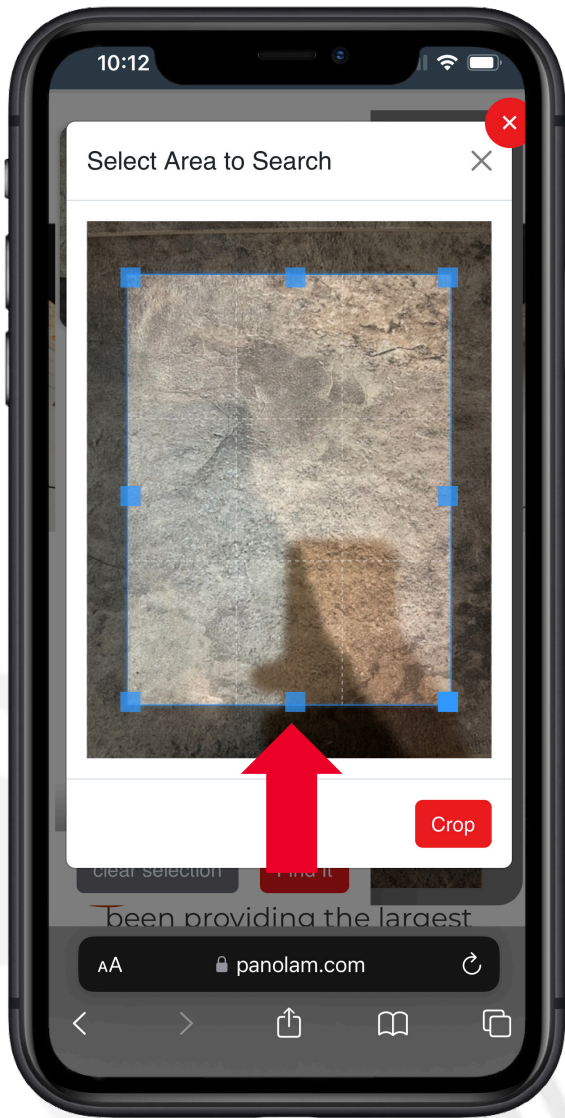 10:12
Select Area to Search
Crop
clear selection
Find It
been providing the largest
AA
panolam.com